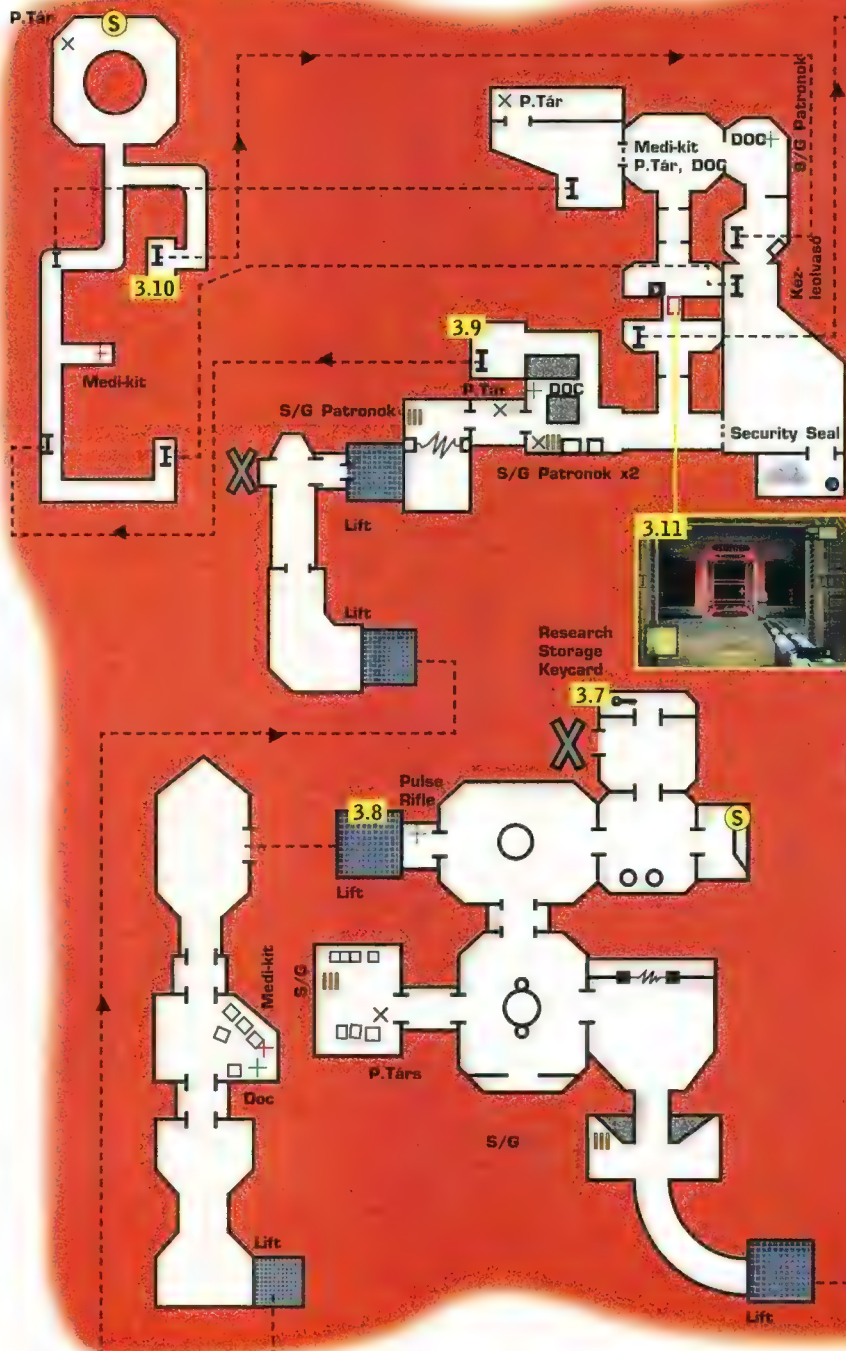 P.Tár
S
3.10
Medi-kit
P.Tár
Medi-kit
P.Tár, DOC
DOC
S/G Patronok
Kéz-
leolvasó
3.9
P.Tár
DOC
S/G Patronok
S/G Patronok x2
Security Seal
Lift
Lift
3.11
Research
Storage
Keycard
3.7
Pulse
Rifle
3.8
S
Lift
Medi-kit
S/G
Doc
P.Társ
S/G
Lift
Lift